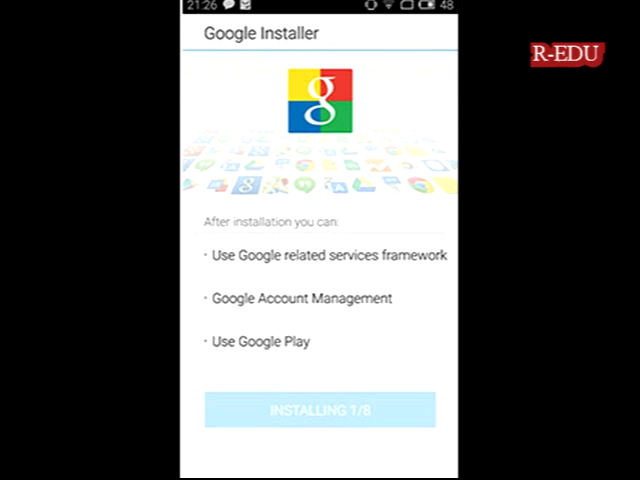 21:26
48
Google Installer
R-EDU
g
After installation you can:
· Use Google related services framework
· Google Account Management
· Use Google Play
INSTALLING 1/8